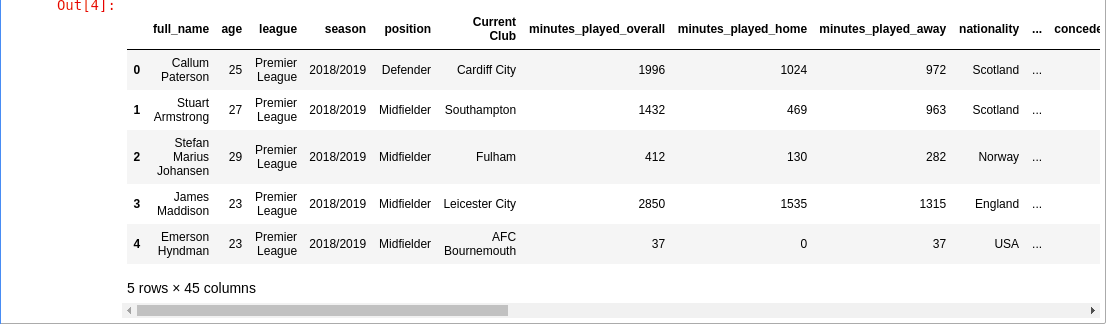 Out[4]:
full_name age league season position Current Club minutes_played_overall minutes_played_home minutes_played_away nationality ... concede
0 Callum Paterson 25 Premier League 2018/2019 Defender Cardiff City 1996 1024 972 Scotland ...
1 Stuart Armstrong 27 Premier League 2018/2019 Midfielder Southampton 1432 469 963 Scotland ...
2 Stefan Marius Johansen 29 Premier League 2018/2019 Midfielder Fulham 412 130 282 Norway ...
3 James Maddison 23 Premier League 2018/2019 Midfielder Leicester City 2850 1535 1315 England ...
4 Emerson Hyndman 23 Premier League 2018/2019 Midfielder AFC Bournemouth 37 0 37 USA ...
5 rows × 45 columns